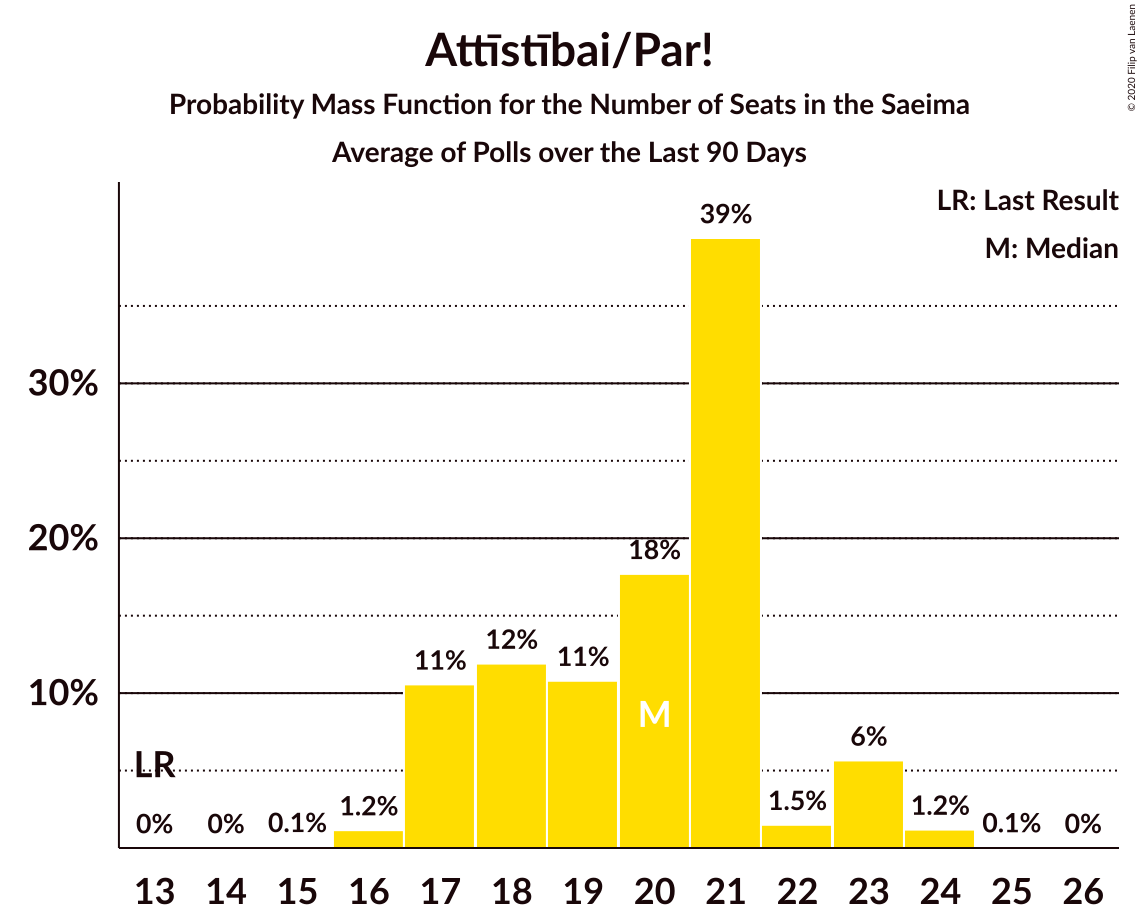 Attīstībai/Par!
Probability Mass Function for the Number of Seats in the Saeima
Average of Polls over the Last 90 Days
© 2020 Filip van Laenen
LR: Last Result
M: Median
39%
30%
20%
18%
12%
11%
11%
10%
M
6%
LR
1.5%
1.2%
1.2%
0%
0%
0.1%
0.1%
0%
13 14 15 16 17 18 19 20 21 22 23 24 25 26